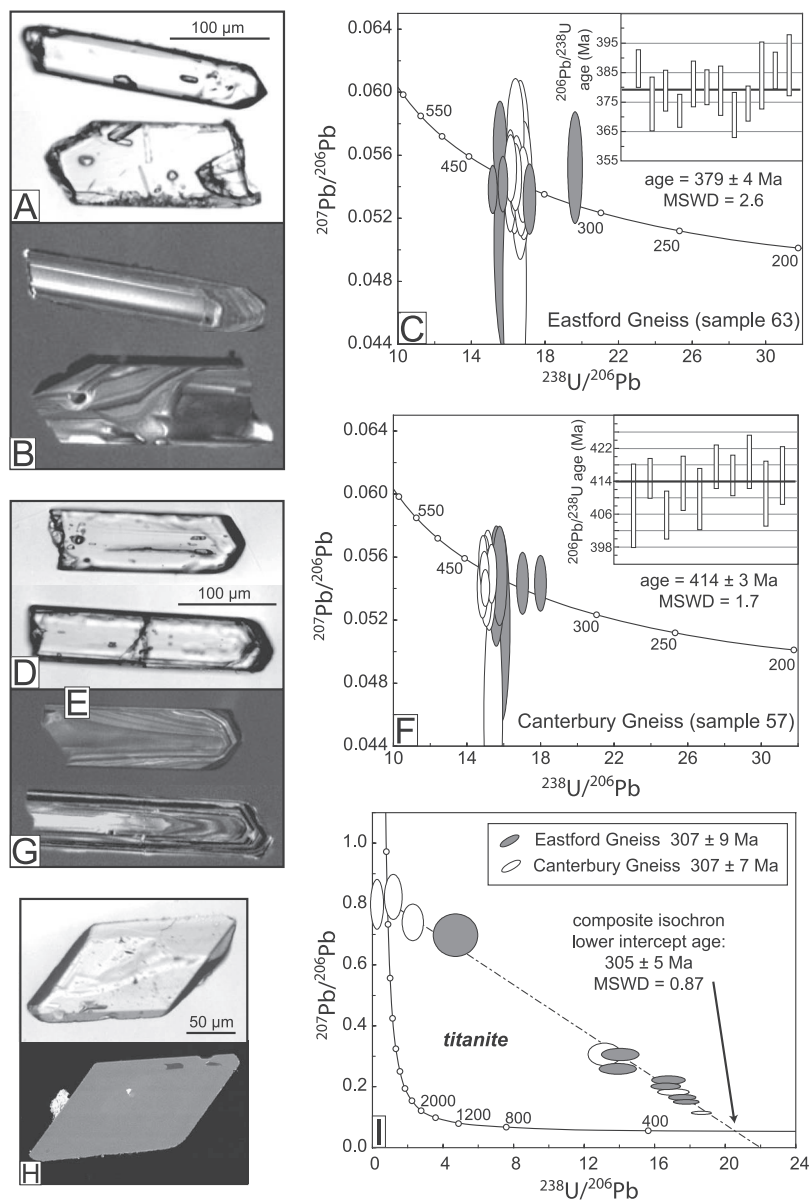 100 µm
A
B
0.064
0.060
0.056
0.052
0.048
0.044
207Pb/206Pb
550
450
300
250
200
395
385
375
365
355
206Pb/238U
age (Ma)
age = 379 ± 4 Ma
MSWD = 2.6
C
Eastford Gneiss (sample 63)
10
14
18
22
26
30
238U/206Pb
D
100 µm
E
G
0.064
0.060
0.056
0.052
0.048
0.044
207Pb/206Pb
550
450
300
250
200
422
414
406
398
206Pb/238U age (Ma)
age = 414 ± 3 Ma
MSWD = 1.7
F
Canterbury Gneiss (sample 57)
10
14
18
22
26
30
238U/206Pb
50 µm
H
1.0
0.8
0.6
0.4
0.2
0.0
207Pb/206Pb
Eastford Gneiss 307 ± 9 Ma
Canterbury Gneiss 307 ± 7 Ma
composite isochron
lower intercept age:
305 ± 5 Ma
MSWD = 0.87
titanite
2000
1200
800
400
I
0
4
8
12
16
20
24
238U/206Pb